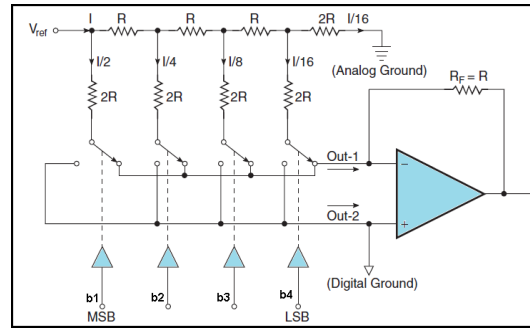 I R R R 2R I/16
Vref
I/2 I/4 I/8 I/16
(Analog Ground)
2R 2R 2R 2R
RF = R
Out-1
−
Out-2
+
(Digital Ground)
b1 b2 b3 b4
MSB LSB